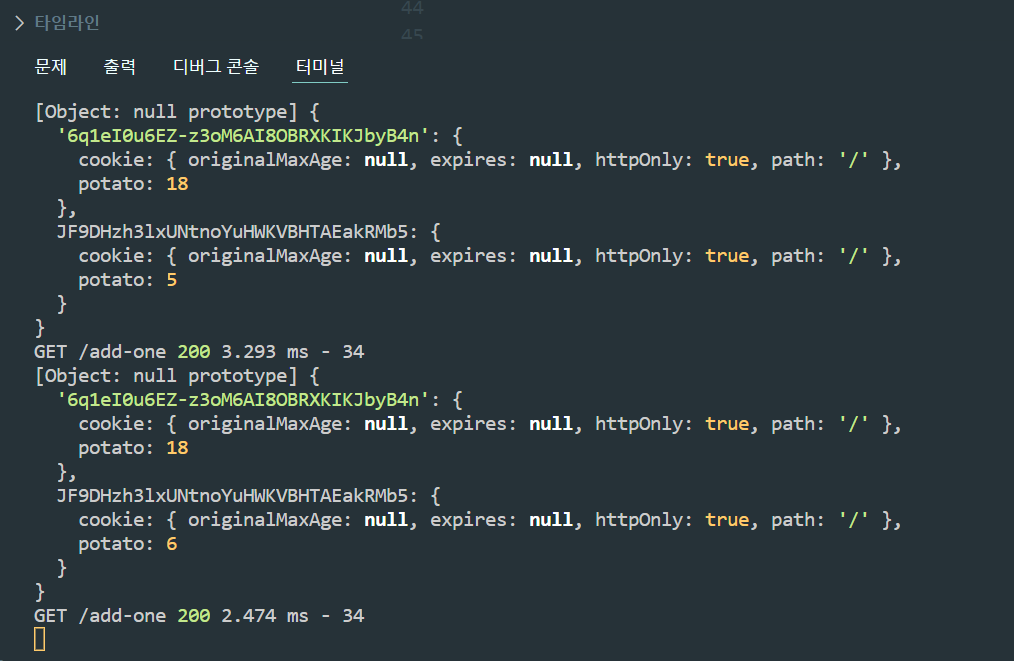 44
타임라인
45
문제 출력 디버그 콘솔 터미널
[Object: null prototype] {
  '6q1eI0u6EZ-z3oM6AI8OBRXKIKJbyB4n': {
    cookie: { originalMaxAge: null, expires: null, httpOnly: true, path: '/' },
    potato: 18
  },
  JF9DHzh3lxUNtnoYuHWKVBHTAEakRMb5: {
    cookie: { originalMaxAge: null, expires: null, httpOnly: true, path: '/' },
    potato: 5
  }
}
GET /add-one 200 3.293 ms - 34
[Object: null prototype] {
  '6q1eI0u6EZ-z3oM6AI8OBRXKIKJbyB4n': {
    cookie: { originalMaxAge: null, expires: null, httpOnly: true, path: '/' },
    potato: 18
  },
  JF9DHzh3lxUNtnoYuHWKVBHTAEakRMb5: {
    cookie: { originalMaxAge: null, expires: null, httpOnly: true, path: '/' },
    potato: 6
  }
}
GET /add-one 200 2.474 ms - 34